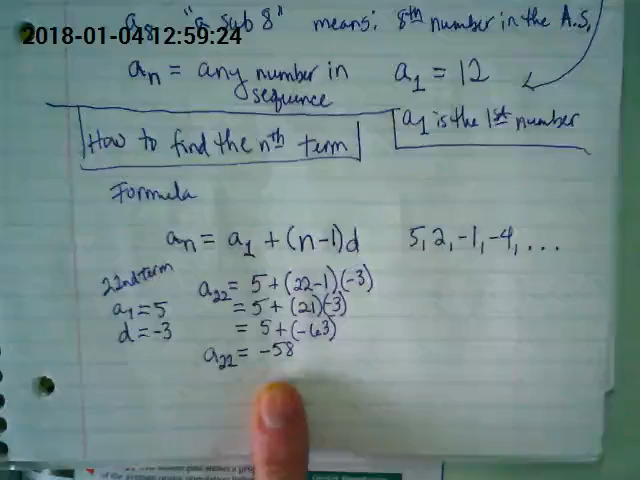 a8 "a sub 8" means: 8th number in the A.S.
2018-01-04 12:59:24
an = any number in sequence
a1 = 12
a1 is the 1st number
How to find the nth term
Formula
an = a1 + (n-1)d
5, 2, -1, -4, ...
22nd term
a22 = 5 + (22-1)(-3)
a1 = 5
= 5 + (21)(-3)
d = -3
= 5 + (-63)
a22 = -58